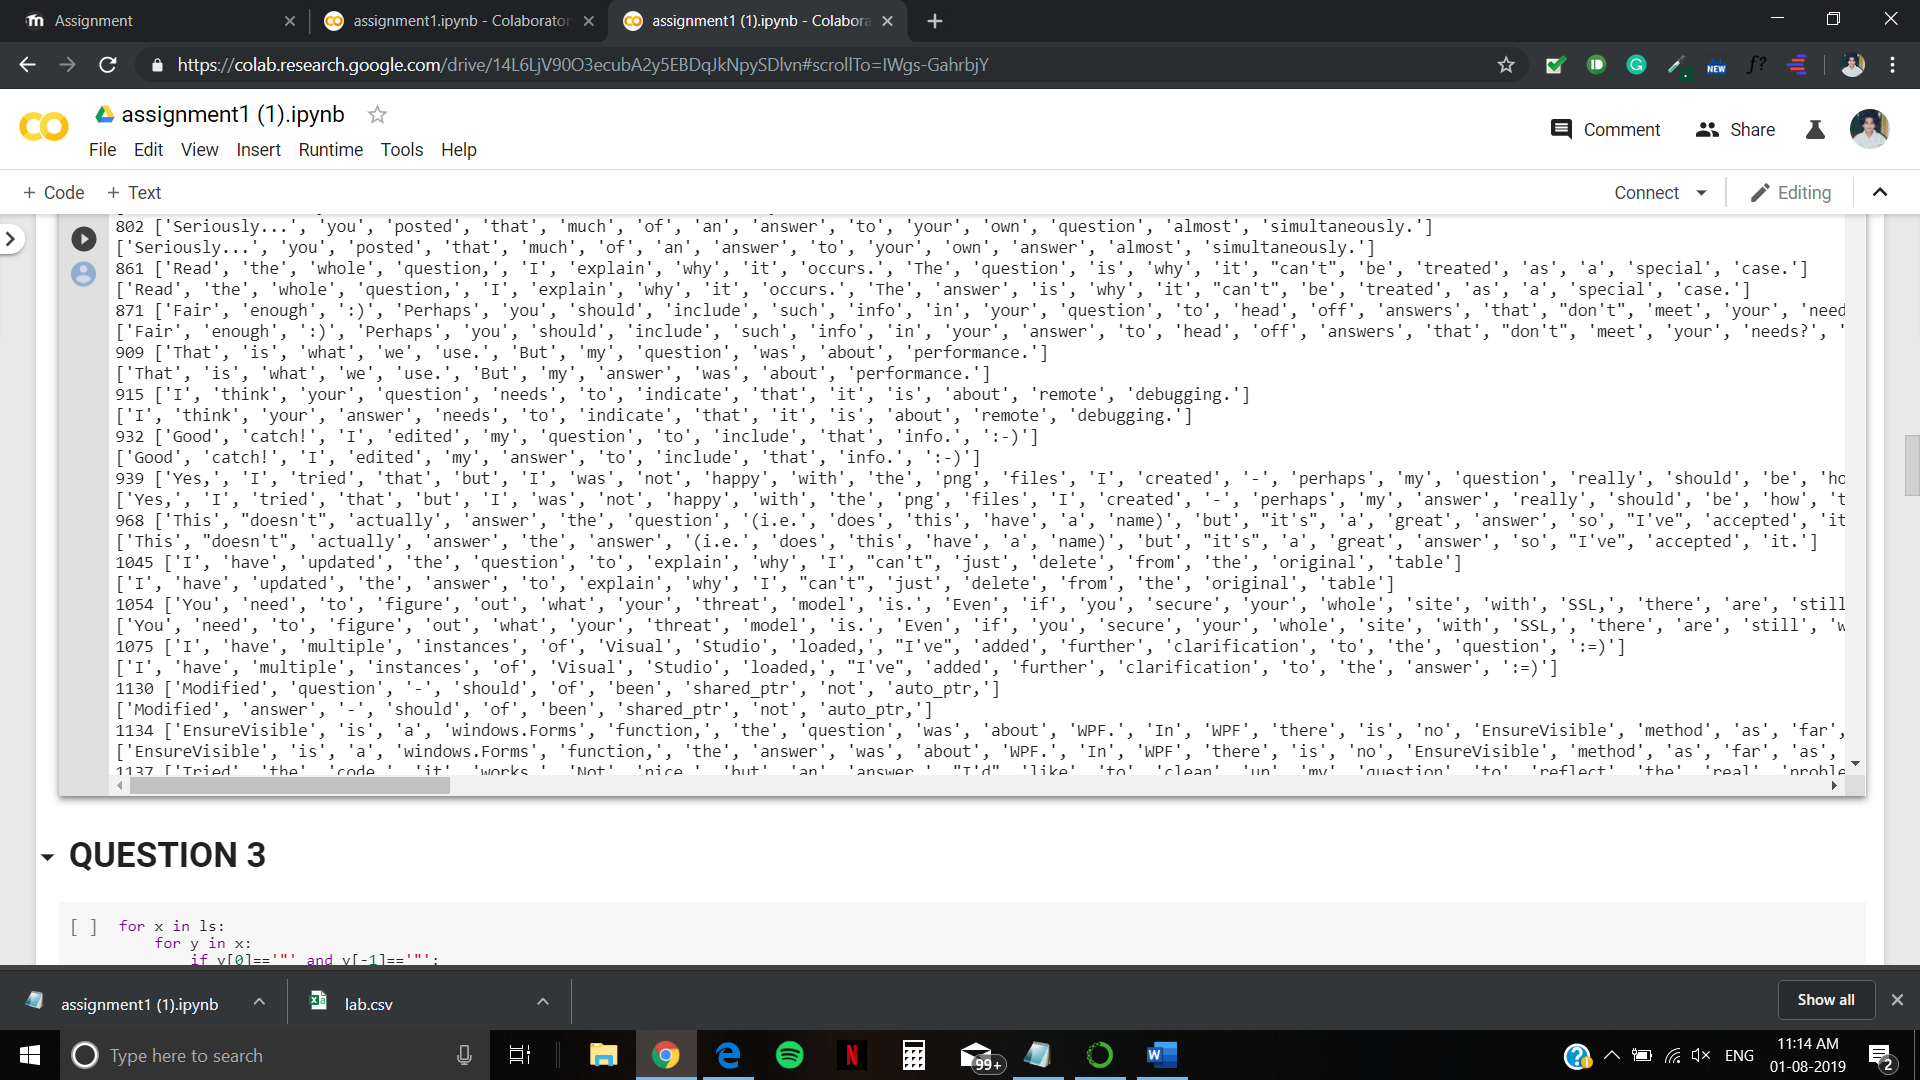 Assignment
assignment1.ipynb - Colaborator
assignment1 (1).ipynb - Colabora
https://colab.research.google.com/drive/14L6LjV90O3ecubA2y5EBDqJkNpySDlvn#scrollTo=IWgs-GahrbjY
NEW
f?
assignment1 (1).ipynb
Comment
Share
File Edit View Insert Runtime Tools Help
+ Code + Text
Connect
Editing
802 ['Seriously...', 'you', 'posted', 'that', 'much', 'of', 'an', 'answer', 'to', 'your', 'own', 'question', 'almost', 'simultaneously.']
['Seriously...', 'you', 'posted', 'that', 'much', 'of', 'an', 'answer', 'to', 'your', 'own', 'answer', 'almost', 'simultaneously.']
861 ['Read', 'the', 'whole', 'question,', 'I', 'explain', 'why', 'it', 'occurs.', 'The', 'question', 'is', 'why', 'it', "can't", 'be', 'treated', 'as', 'a', 'special', 'case.']
['Read', 'the', 'whole', 'question,', 'I', 'explain', 'why', 'it', 'occurs.', 'The', 'answer', 'is', 'why', 'it', "can't", 'be', 'treated', 'as', 'a', 'special', 'case.']
871 ['Fair', 'enough', ':)', 'Perhaps', 'you', 'should', 'include', 'such', 'info', 'in', 'your', 'question', 'to', 'head', 'off', 'answers', 'that', "don't", 'meet', 'your', 'need
['Fair', 'enough', ':)', 'Perhaps', 'you', 'should', 'include', 'such', 'info', 'in', 'your', 'answer', 'to', 'head', 'off', 'answers', 'that', "don't", 'meet', 'your', 'needs?', '
909 ['That', 'is', 'what', 'we', 'use.', 'But', 'my', 'question', 'was', 'about', 'performance.']
['That', 'is', 'what', 'we', 'use.', 'But', 'my', 'answer', 'was', 'about', 'performance.']
915 ['I', 'think', 'your', 'question', 'needs', 'to', 'indicate', 'that', 'it', 'is', 'about', 'remote', 'debugging.']
['I', 'think', 'your', 'answer', 'needs', 'to', 'indicate', 'that', 'it', 'is', 'about', 'remote', 'debugging.']
932 ['Good', 'catch!', 'I', 'edited', 'my', 'question', 'to', 'include', 'that', 'info.', ':-)']
['Good', 'catch!', 'I', 'edited', 'my', 'answer', 'to', 'include', 'that', 'info.', ':-)']
939 ['Yes,', 'I', 'tried', 'that', 'but', 'I', 'was', 'not', 'happy', 'with', 'the', 'png', 'files', 'I', 'created', '-', 'perhaps', 'my', 'question', 'really', 'should', 'be', 'ho
['Yes,', 'I', 'tried', 'that', 'but', 'I', 'was', 'not', 'happy', 'with', 'the', 'png', 'files', 'I', 'created', '-', 'perhaps', 'my', 'answer', 'really', 'should', 'be', 'how', 't
968 ['This', "doesn't", 'actually', 'answer', 'the', 'question', '(i.e.', 'does', 'this', 'have', 'a', 'name)', 'but', "it's", 'a', 'great', 'answer', 'so', "I've", 'accepted', 'it
['This', "doesn't", 'actually', 'answer', 'the', 'answer', '(i.e.', 'does', 'this', 'have', 'a', 'name)', 'but', "it's", 'a', 'great', 'answer', 'so', "I've", 'accepted', 'it.']
1045 ['I', 'have', 'updated', 'the', 'question', 'to', 'explain', 'why', 'I', "can't", 'just', 'delete', 'from', 'the', 'original', 'table']
['I', 'have', 'updated', 'the', 'answer', 'to', 'explain', 'why', 'I', "can't", 'just', 'delete', 'from', 'the', 'original', 'table']
1054 ['You', 'need', 'to', 'figure', 'out', 'what', 'your', 'threat', 'model', 'is.', 'Even', 'if', 'you', 'secure', 'your', 'whole', 'site', 'with', 'SSL,', 'there', 'are', 'still
['You', 'need', 'to', 'figure', 'out', 'what', 'your', 'threat', 'model', 'is.', 'Even', 'if', 'you', 'secure', 'your', 'whole', 'site', 'with', 'SSL,', 'there', 'are', 'still', 'w
1075 ['I', 'have', 'multiple', 'instances', 'of', 'Visual', 'Studio', 'loaded,', "I've", 'added', 'further', 'clarification', 'to', 'the', 'question', ':=)']
['I', 'have', 'multiple', 'instances', 'of', 'Visual', 'Studio', 'loaded,', "I've", 'added', 'further', 'clarification', 'to', 'the', 'answer', ':=)']
1130 ['Modified', 'question', '-', 'should', 'of', 'been', 'shared_ptr', 'not', 'auto_ptr,']
['Modified', 'answer', '-', 'should', 'of', 'been', 'shared_ptr', 'not', 'auto_ptr,']
1134 ['EnsureVisible', 'is', 'a', 'windows.Forms', 'function,', 'the', 'question', 'was', 'about', 'WPF.', 'In', 'WPF', 'there', 'is', 'no', 'EnsureVisible', 'method', 'as', 'far',
['EnsureVisible', 'is', 'a', 'windows.Forms', 'function,', 'the', 'answer', 'was', 'about', 'WPF.', 'In', 'WPF', 'there', 'is', 'no', 'EnsureVisible', 'method', 'as', 'far', 'as',
1137 ['Tried', 'the', 'code,', 'it', 'works.', 'Not', 'nice,', 'but', 'an', 'answer.', "I'd", 'like', 'to', 'clean', 'up', 'my', 'question', 'to', 'reflect', 'the', 'real', 'proble
QUESTION 3
[ ] for x in ls:
for y in x:
if y[0]=='"' and y[-1]=='"':
assignment1 (1).ipynb
lab.csv
Show all
Type here to search
99+
ENG
11:14 AM
01-08-2019
2